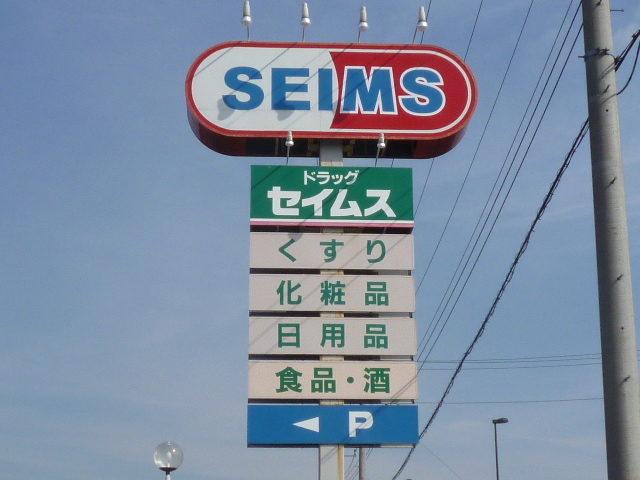 SEIMS
ドラッグ
セイムス
くすり
化粧品
日用品
食品・酒
◀ P